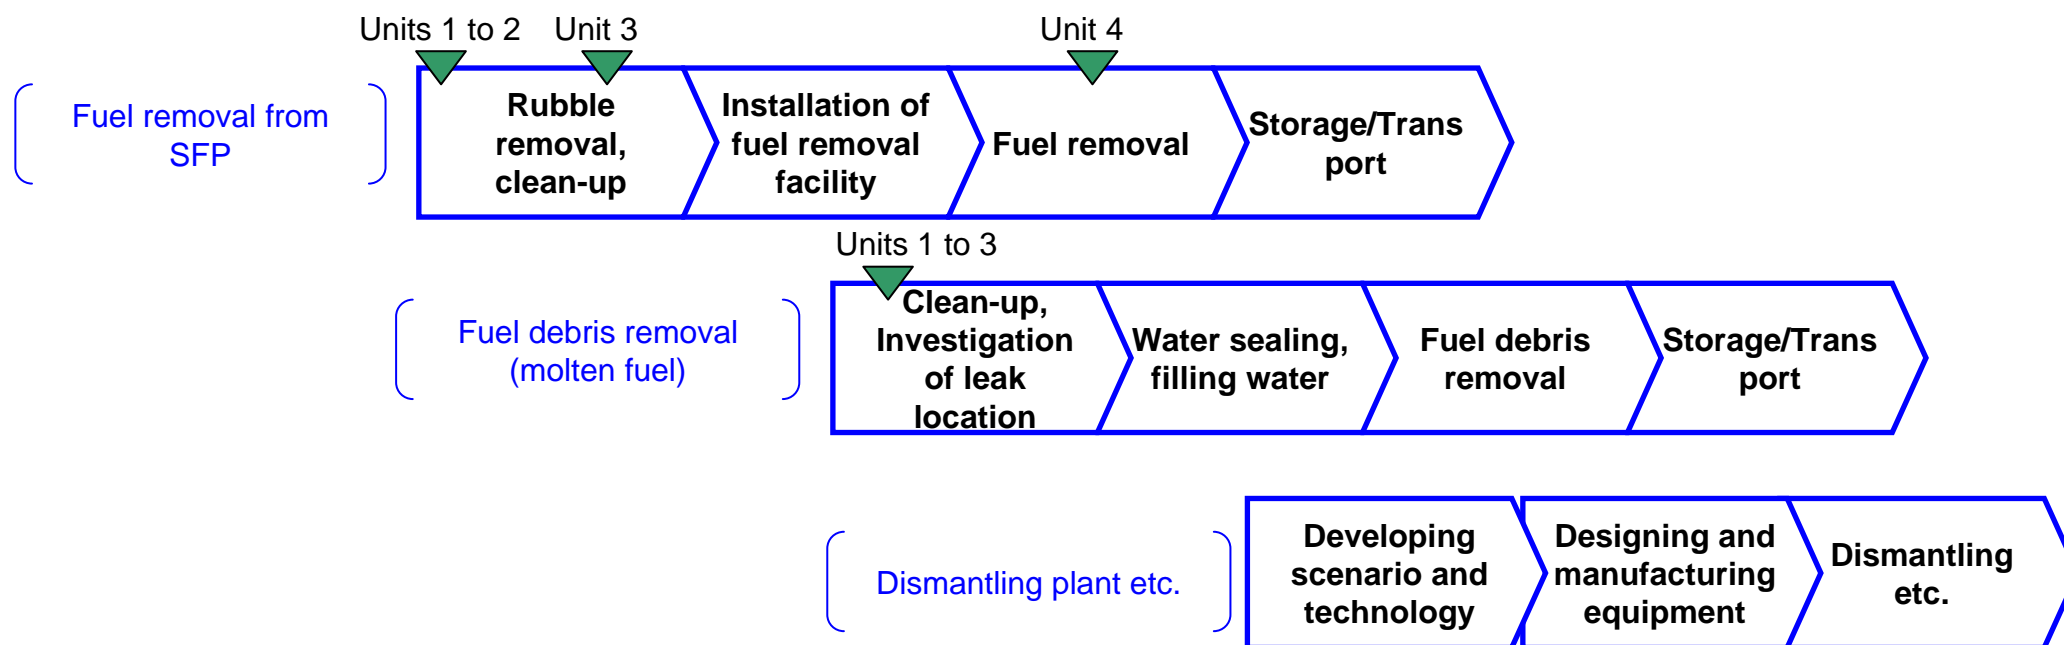 Units 1 to 2
Unit 3
Unit 4
Fuel removal from
SFP
Rubble
removal,
clean-up
Installation of
fuel removal
facility
Fuel removal
Storage/Trans
port
Units 1 to 3
Fuel debris removal
(molten fuel)
Clean-up,
Investigation
of leak
location
Water sealing,
filling water
Fuel debris
removal
Storage/Trans
port
Dismantling plant etc.
Developing
scenario and
technology
Designing and
manufacturing
equipment
Dismantling
etc.